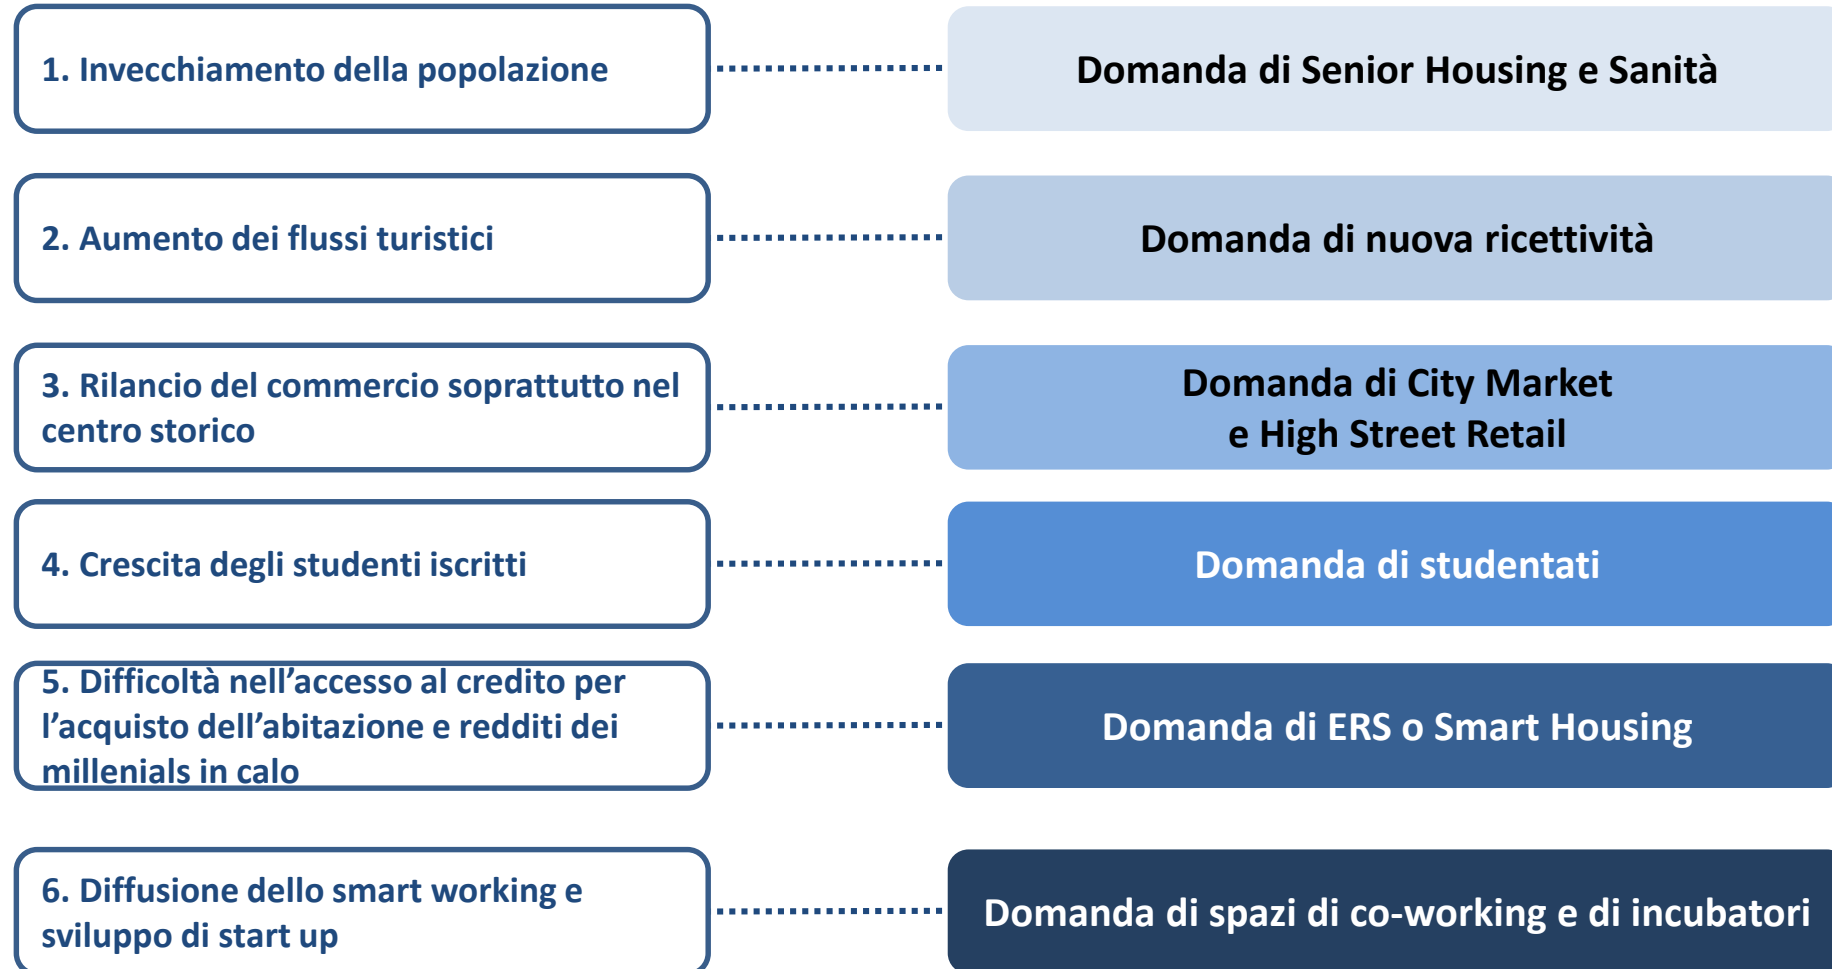 1. Invecchiamento della popolazione
Domanda di Senior Housing e Sanità
2. Aumento dei flussi turistici
Domanda di nuova ricettività
3. Rilancio del commercio soprattutto nel
centro storico
Domanda di City Market
e High Street Retail
4. Crescita degli studenti iscritti
Domanda di studentati
5. Difficoltà nell’accesso al credito per
l’acquisto dell’abitazione e redditi dei
millenials in calo
Domanda di ERS o Smart Housing
6. Diffusione dello smart working e
sviluppo di start up
Domanda di spazi di co-working e di incubatori